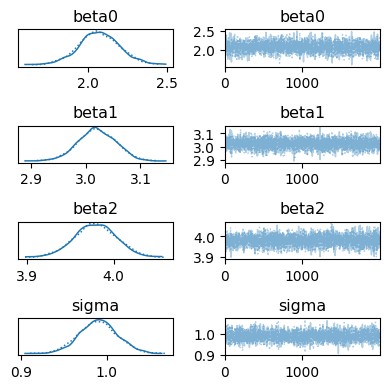 beta0 beta0
2.5
2.0
2.0 2.5 0 1000
beta1 beta1
3.1
3.0
2.9
2.9 3.0 3.1 0 1000
beta2 beta2
4.0
3.9
3.9 4.0 0 1000
sigma sigma
1.0
0.9
0.9 1.0 0 1000